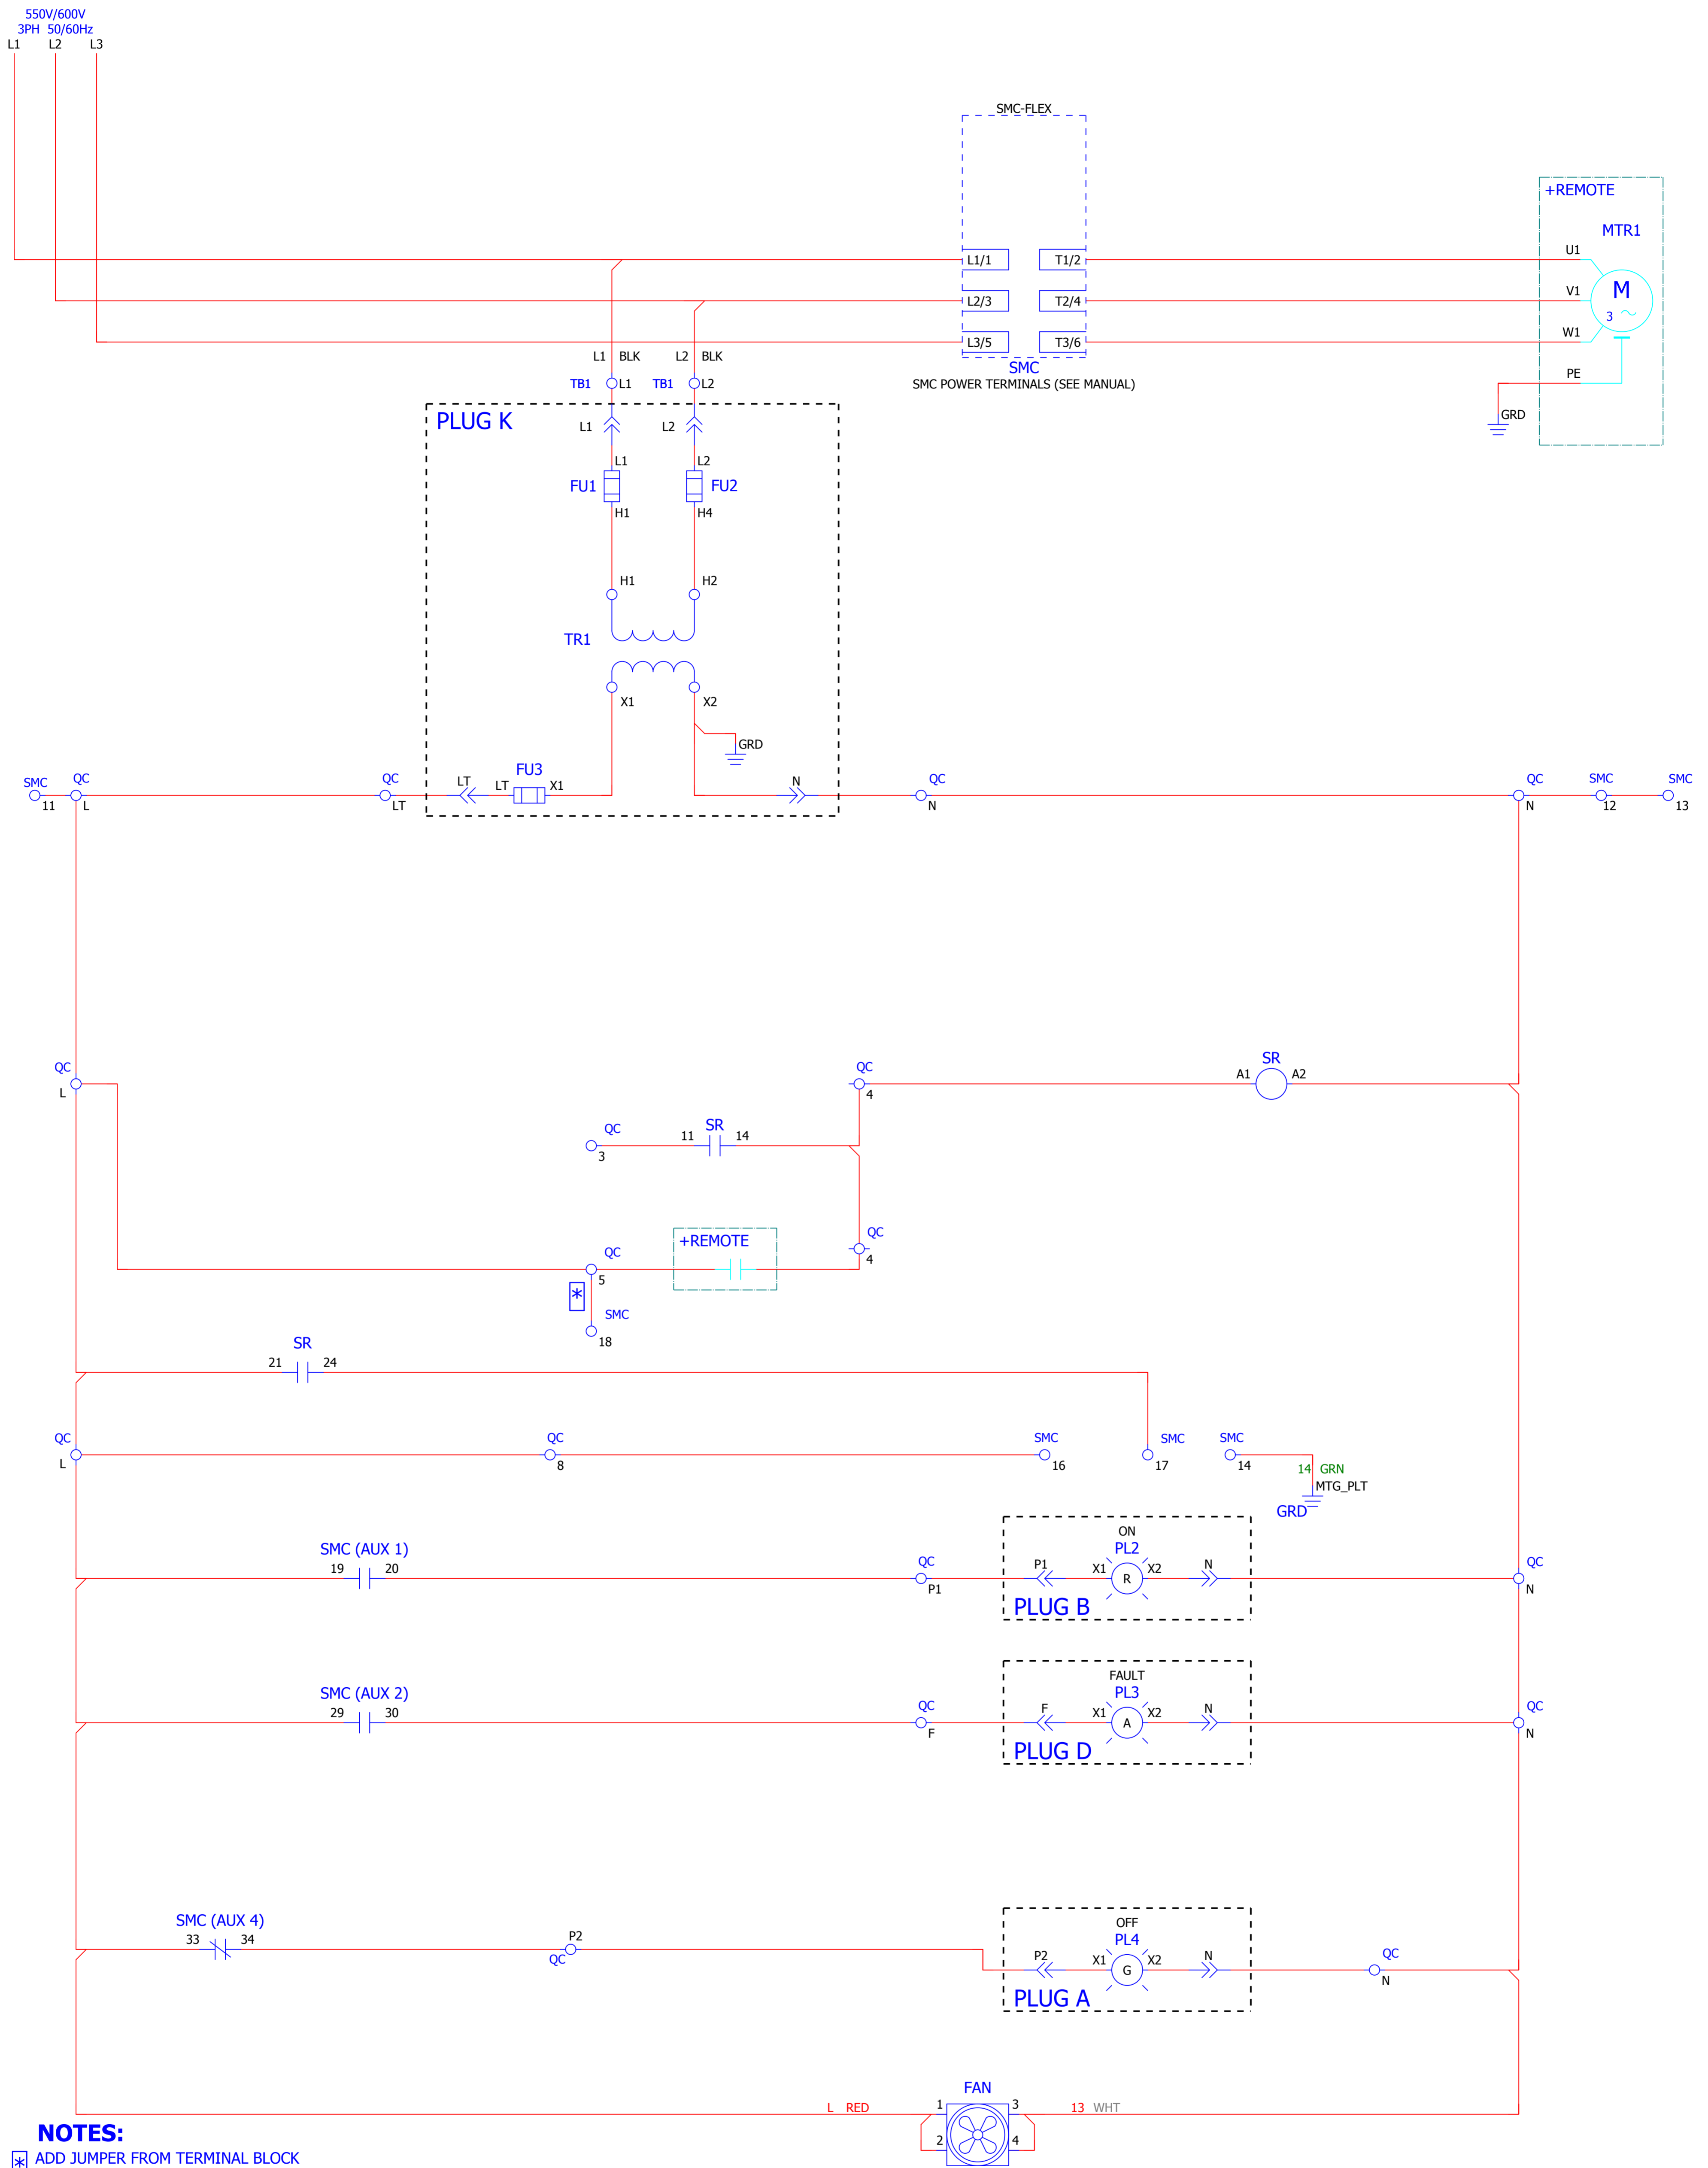 550V/600V
3PH 50/60Hz
L1 L2 L3
SMC-FLEX
+REMOTE
MTR1
U1
L1/1 T1/2
M
3
V1
L2/3 T2/4
W1
L3/5 T3/6
L1 BLK L2 BLK
SMC
PE
TB1 L1 TB1 L2
SMC POWER TERMINALS (SEE MANUAL)
GRD
PLUG K
L1 L2
L1 L2
FU1 FU2
H1 H4
H1 H2
TR1
X1 X2
GRD
FU3
SMC QC QC LT LT X1 N QC QC SMC SMC
11 L LT N N 12 13
QC QC SR
L 4 A1 A2
QC SR
3 11 14
QC
4
+REMOTE
QC
5
*
SMC
18
SR
21 24
QC QC SMC SMC SMC
L 8 16 17 14
14 GRN
MTG_PLT
GRD
ON
SMC (AUX 1) PL2
19 20 QC P1 X1 R X2 N QC
P1 N
PLUG B
FAULT
SMC (AUX 2) PL3
29 30 QC F X1 A X2 N QC
F N
PLUG D
OFF
SMC (AUX 4) PL4
33 34 P2 P2 X1 G X2 N QC
QC N
PLUG A
FAN
L RED 1 3 13 WHT
2 4
NOTES:
* ADD JUMPER FROM TERMINAL BLOCK